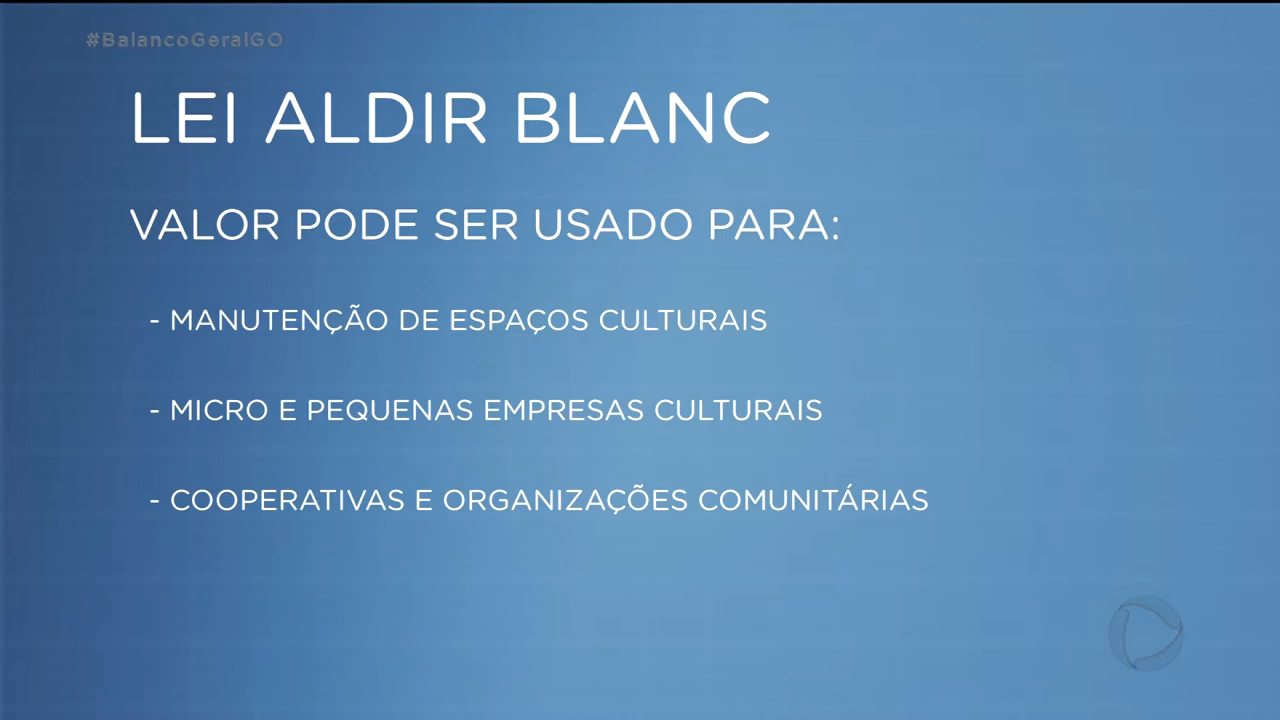 #BalancoGeralGO
LEI ALDIR BLANC
VALOR PODE SER USADO PARA:
- MANUTENÇÃO DE ESPAÇOS CULTURAIS
- MICRO E PEQUENAS EMPRESAS CULTURAIS
- COOPERATIVAS E ORGANIZAÇÕES COMUNITÁRIAS